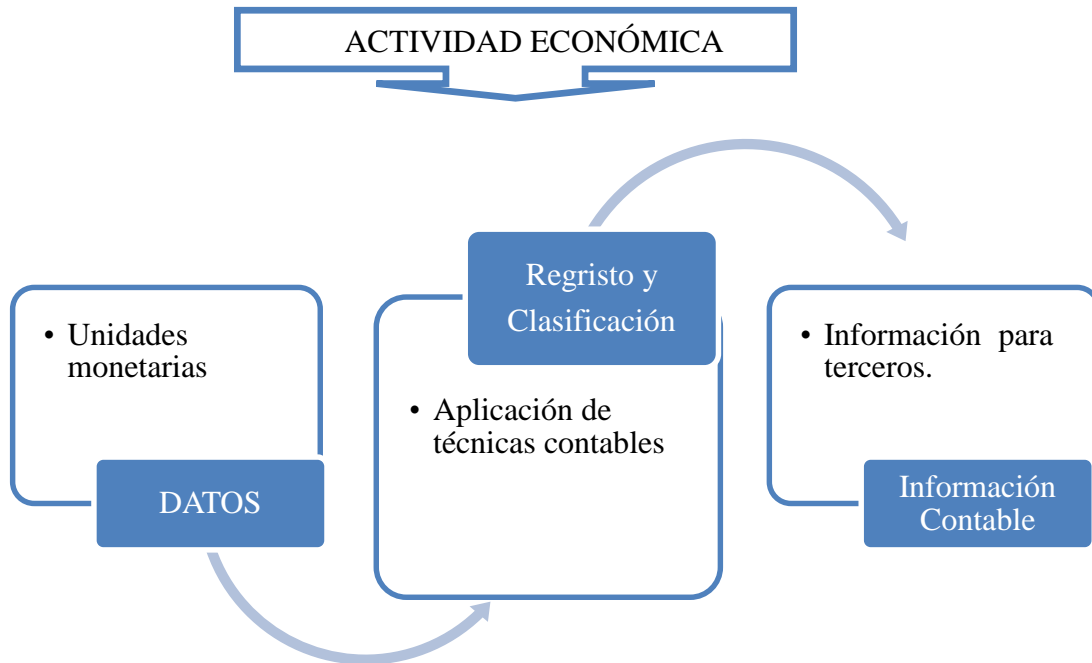 ACTIVIDAD ECONÓMICA
• Unidades
monetarias
DATOS
Regristo y
Clasificación
• Aplicación de
técnicas contables
• Información para
terceros.
Información
Contable